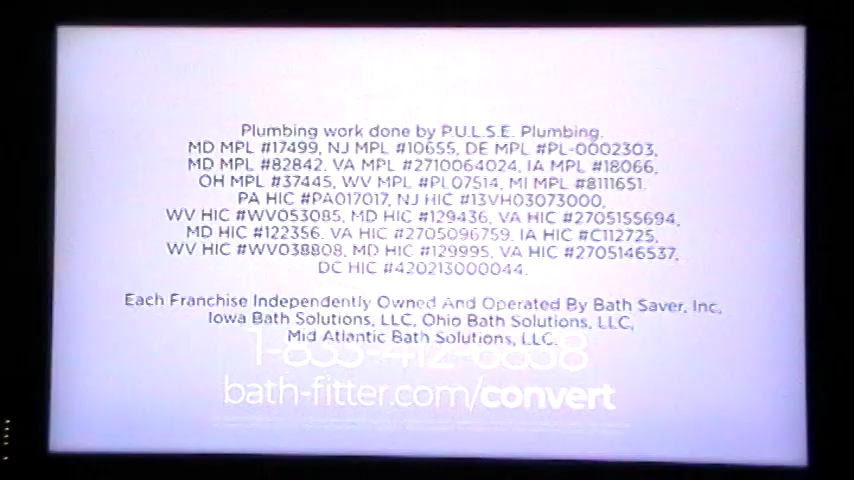 Plumbing work done by P.U.L.S.E. Plumbing.
MD MPL #17499, NJ MPL #10655, DE MPL #PL-0002303,
MD MPL #82842, VA MPL #2710064024, IA MPL #18066,
OH MPL #37445, WV MPL #PL07514, MI MPL #8111651.
PA HIC #PA017017, NJ HIC #13VH03073000,
WV HIC #WV053085, MD HIC #129436, VA HIC #2705155694,
MD HIC #122356, VA HIC #2705096759, IA HIC #C112725,
WV HIC #WV038808, MD HIC #129995, VA HIC #2705146537,
DC HIC #420213000044.
Each Franchise Independently Owned And Operated By Bath Saver, Inc,
Iowa Bath Solutions, LLC, Ohio Bath Solutions, LLC,
Mid Atlantic Bath Solutions, LLC.
bath-fitter.com/convert